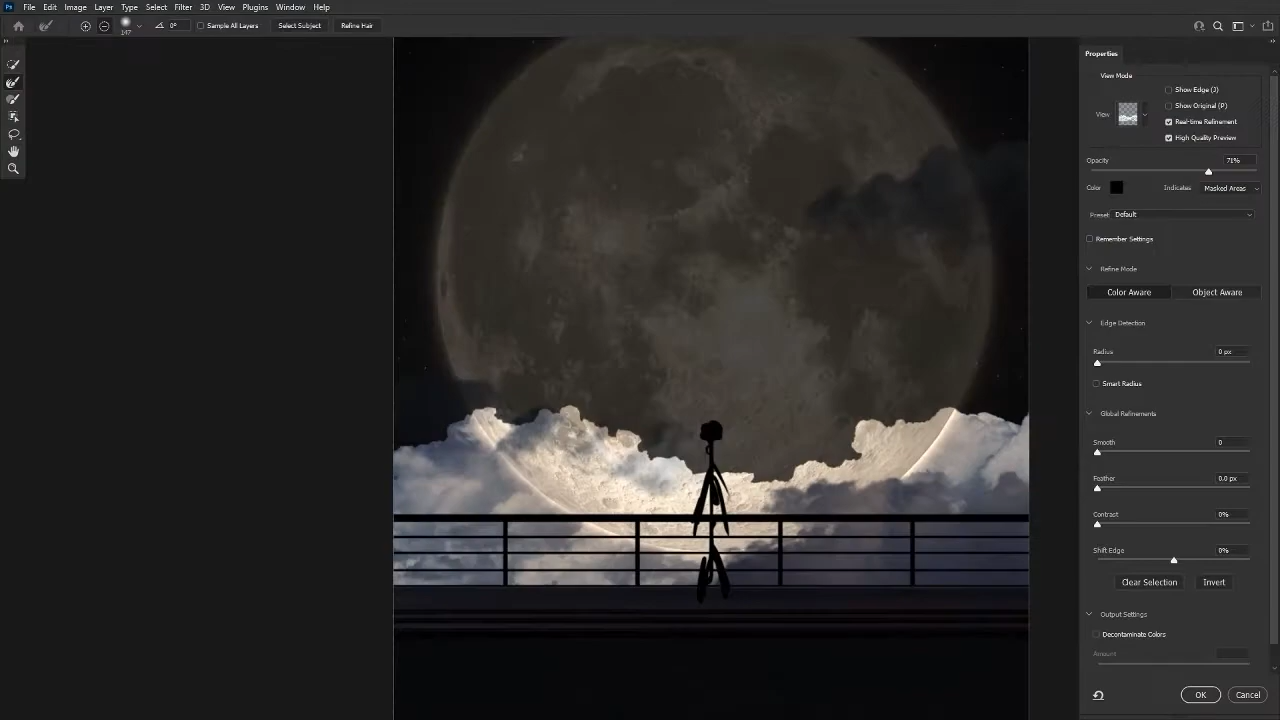 Ps File Edit Image Layer Type Select Filter 3D View Plugins Window Help
147 0° Sample All Layers Select Subject Refine Hair
Properties
View Mode
Show Edge (J)
Show Original (P)
View
Real-time Refinement
High Quality Preview
Opacity 71%
Color Indicates Masked Areas
Preset: Default
Remember Settings
Refine Mode
Color Aware Object Aware
Edge Detection
Radius 0 px
Smart Radius
Global Refinements
Smooth 0
Feather 0.0 px
Contrast 0%
Shift Edge 0%
Clear Selection Invert
Output Settings
Decontaminate Colors
Amount
OK Cancel